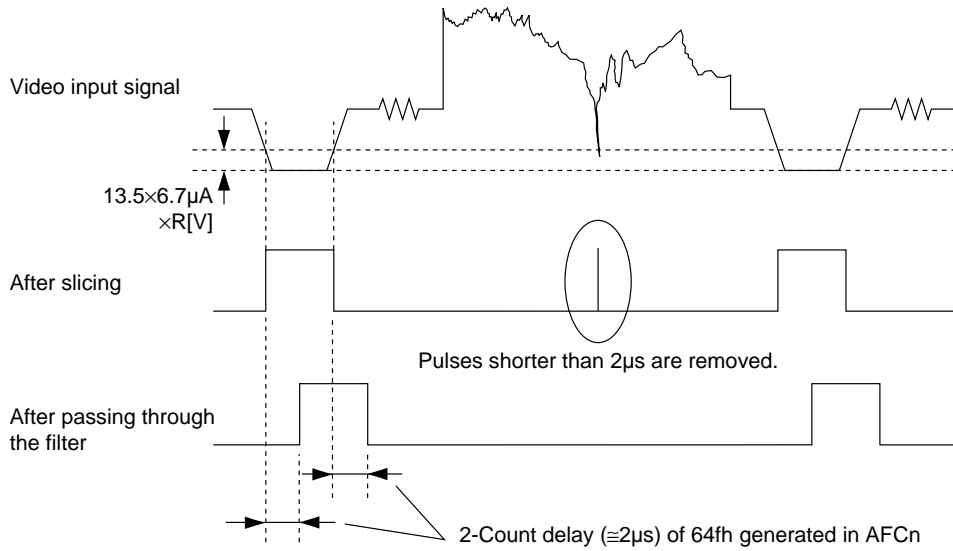 Video input signal
13.5×6.7µA
×R[V]
After slicing
Pulses shorter than 2µs are removed.
After passing through
the filter
2-Count delay (≅2µs) of 64fh generated in AFCn